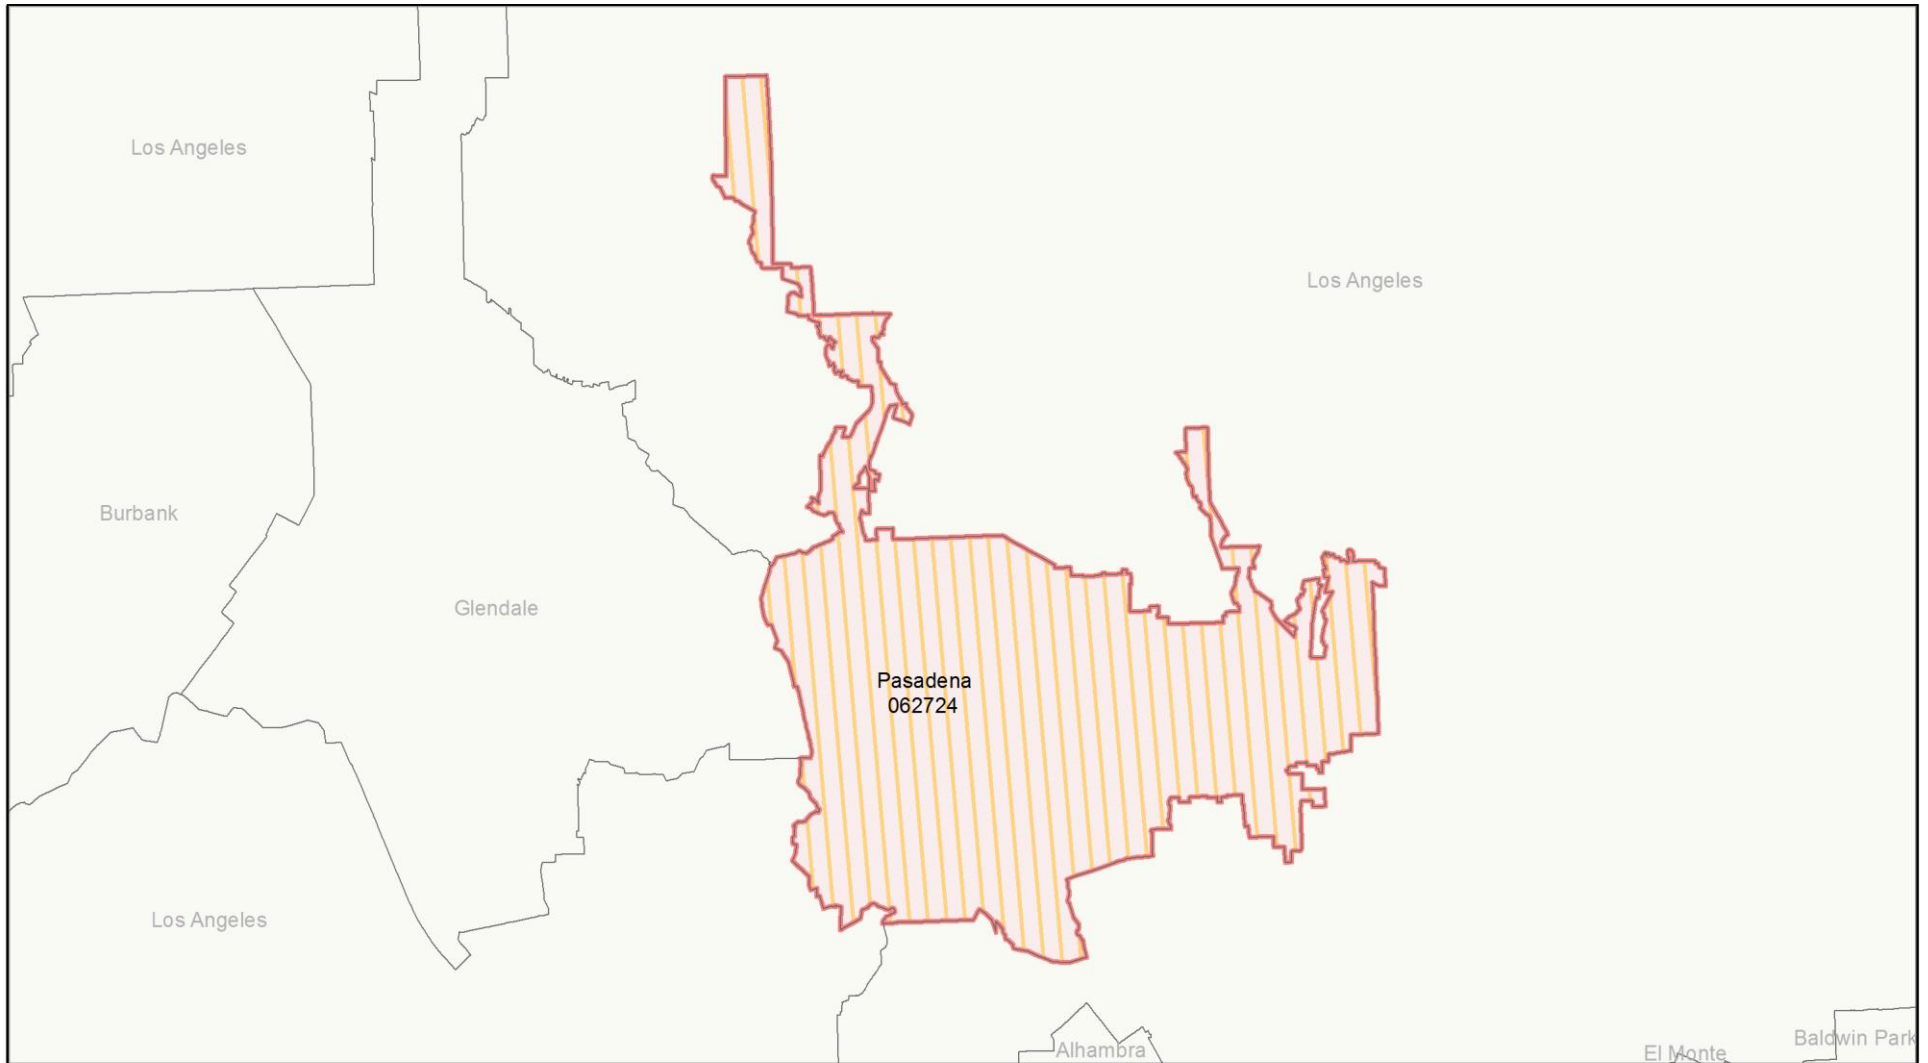 Los Angeles
Los Angeles
Burbank
Glendale
Pasadena
062724
Los Angeles
Baldwin Park
Alhambra
El Monte